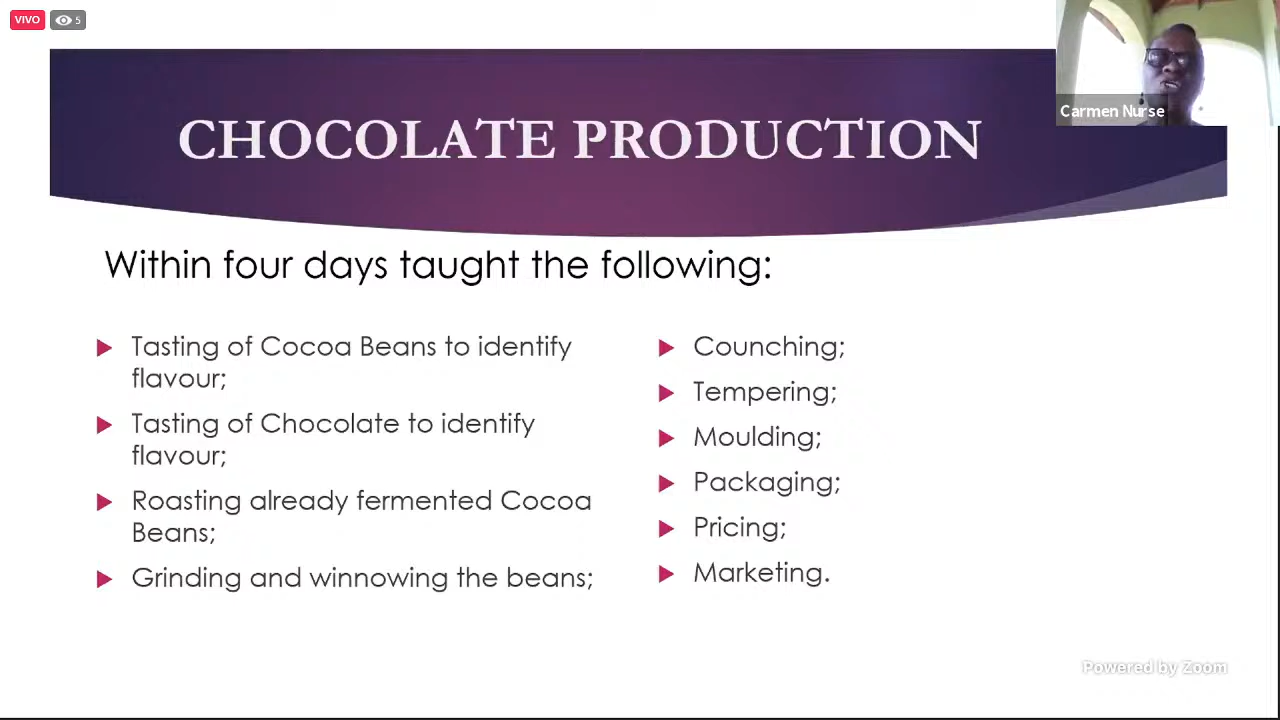 VIVO
5
Carmen Nurse
CHOCOLATE PRODUCTION
Within four days taught the following:
Tasting of Cocoa Beans to identify
flavour;
Tasting of Chocolate to identify
flavour;
Roasting already fermented Cocoa
Beans;
Grinding and winnowing the beans;
Counching;
Tempering;
Moulding;
Packaging;
Pricing;
Marketing.
Powered by Zoom